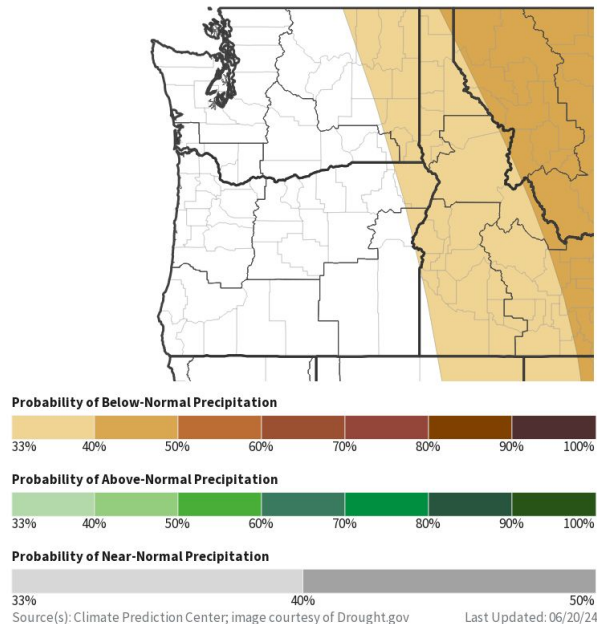 Probability of Below-Normal Precipitation
33% 40% 50% 60% 70% 80% 90% 100%
Probability of Above-Normal Precipitation
33% 40% 50% 60% 70% 80% 90% 100%
Probability of Near-Normal Precipitation
33% 40% 50%
Source(s): Climate Prediction Center; image courtesy of Drought.gov Last Updated: 06/20/24